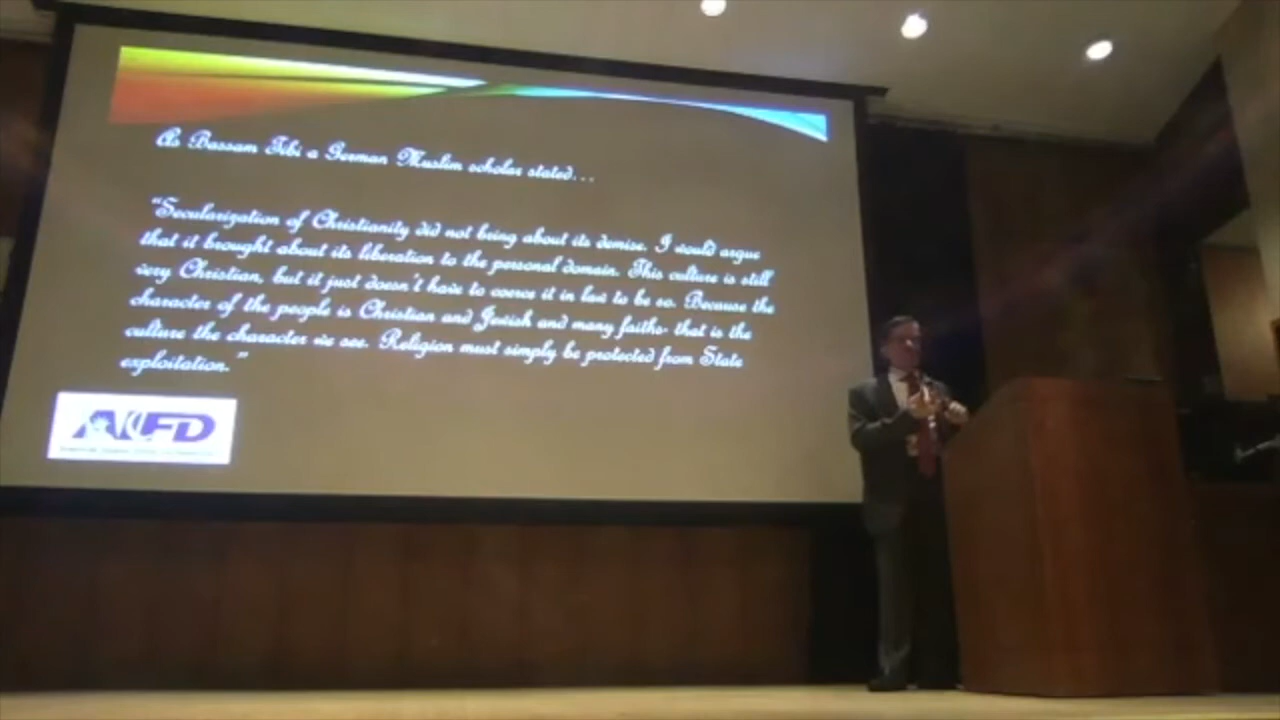 As Bassam Tibi a German Muslim scholar stated...
“Secularization of Christianity did not bring about its demise. I would argue
that it brought about its liberation to the personal domain. This culture is still
very Christian, but it just doesn't have to coerce it in law to be so. Because the
character of the people is Christian and Jewish and many faiths- that is the
culture the character we see. Religion must simply be protected from State
exploitation.”
AIFD